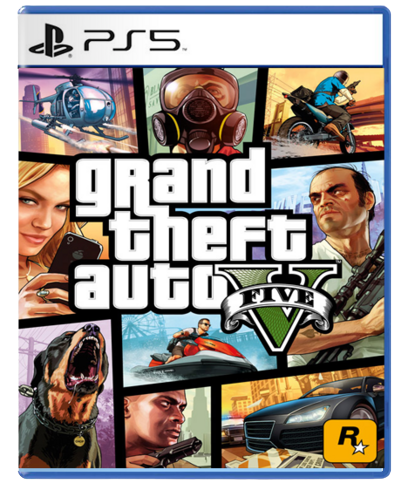 PS5
grand
theft
auto
V
FIVE
R